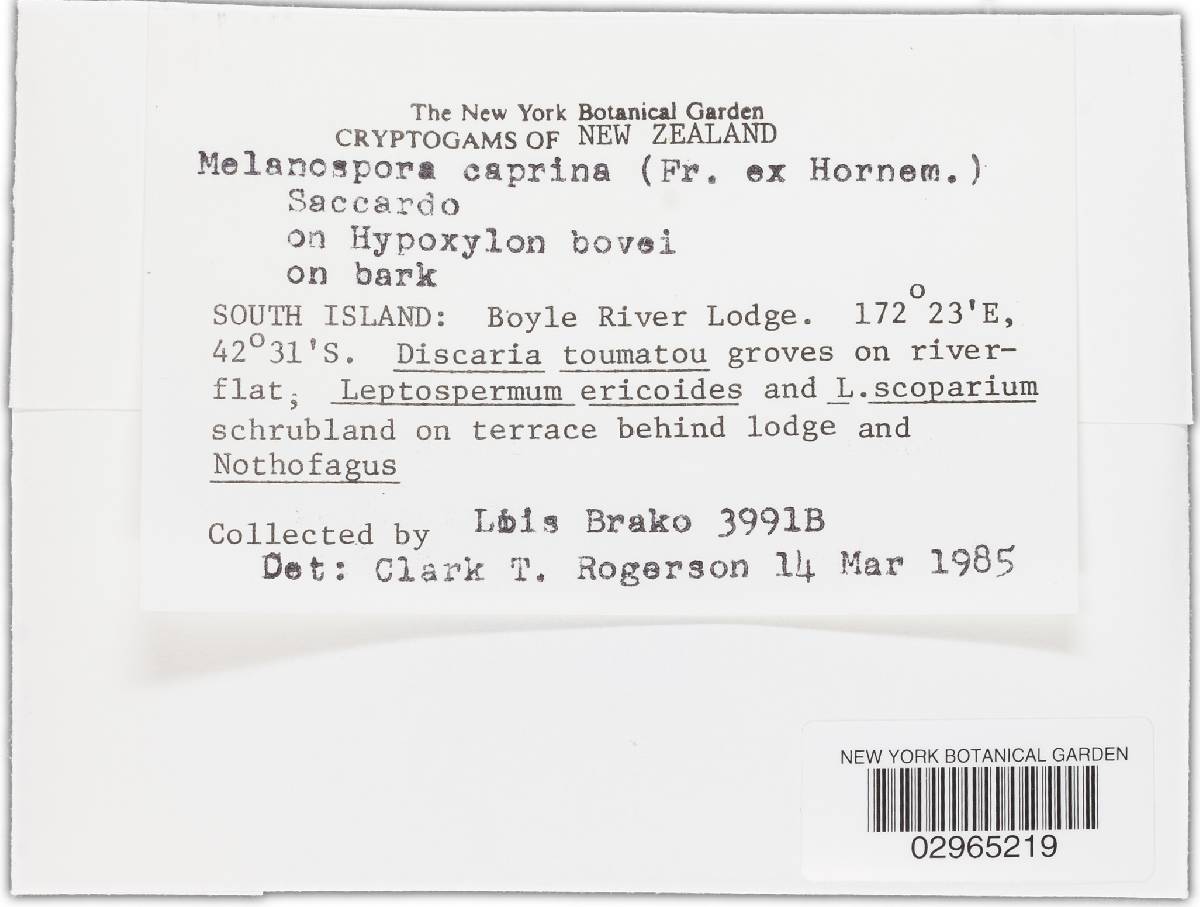 The New York Botanical Garden
CRYPTOGAMS OF NEW ZEALAND
Melanospora caprina (Fr. ex Hornem.)
Saccardo
on Hypoxylon bovei
on bark
SOUTH ISLAND: Boyle River Lodge. 172°23'E,
42°31'S. Discaria toumatou groves on river-
flat; Leptospermum ericoides and L.scoparium
schrubland on terrace behind lodge and
Nothofagus
Collected by Lois Brako 3991B
Det: Clark T. Rogerson 14 Mar 1985
NEW YORK BOTANICAL GARDEN
02965219